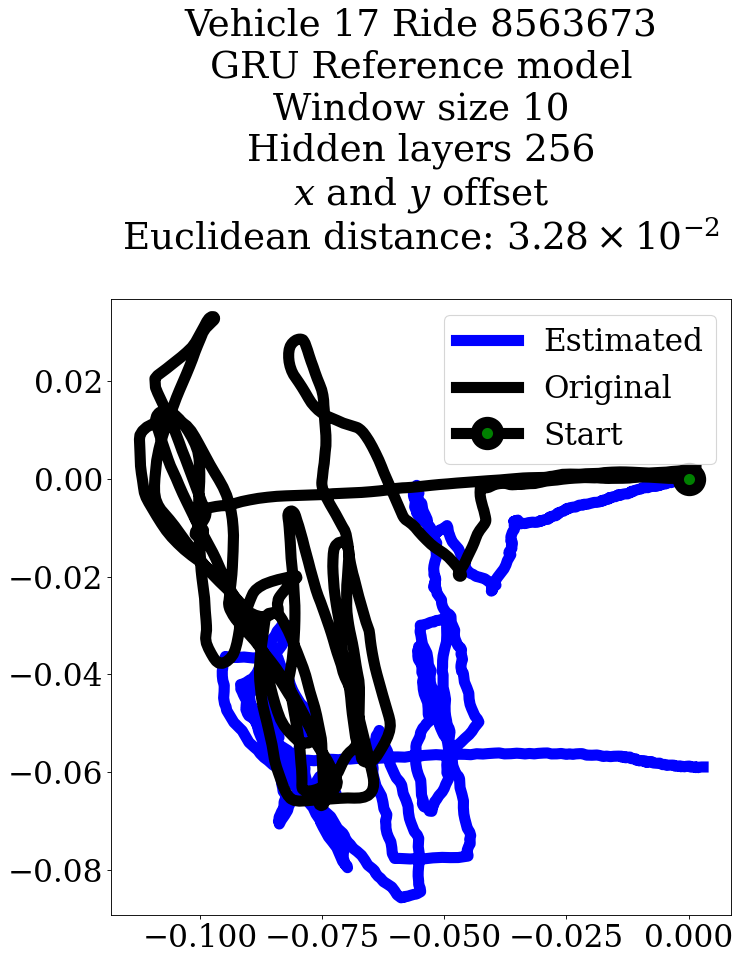 Vehicle 17 Ride 8563673
GRU Reference model
Window size 10
Hidden layers 256
x and y offset
Euclidean distance: 3.28 × 10⁻²
Estimated
Original
Start
0.02
0.00
−0.02
−0.04
−0.06
−0.08
−0.100 −0.075 −0.050 −0.025 0.000